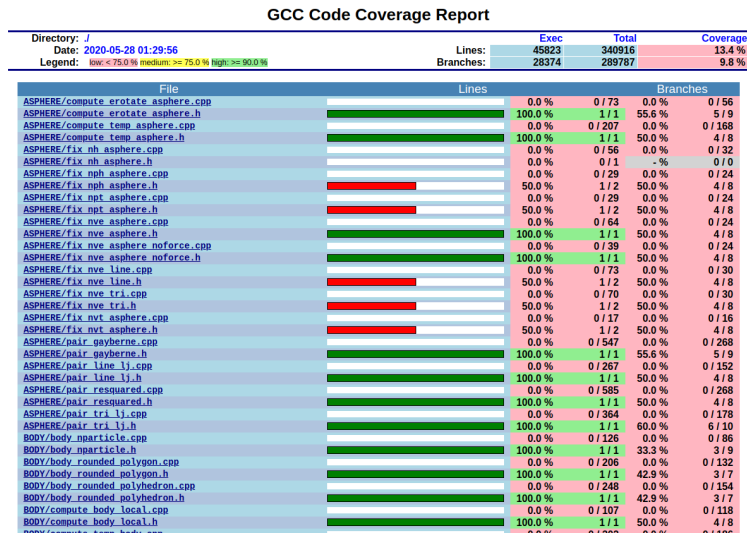 GCC Code Coverage Report
Directory: ./ Exec Total Coverage
Date: 2020-05-28 01:29:56 Lines: 45823 340916 13.4 %
Legend: low: < 75.0 % medium: >= 75.0 % high: >= 90.0 % Branches: 28374 289787 9.8 %
File Lines Branches
ASPHERE/compute_erotate_asphere.cpp 0.0 % 0 / 73 0.0 % 0 / 56
ASPHERE/compute_erotate_asphere.h 100.0 % 1 / 1 55.6 % 5 / 9
ASPHERE/compute_temp_asphere.cpp 0.0 % 0 / 207 0.0 % 0 / 168
ASPHERE/compute_temp_asphere.h 100.0 % 1 / 1 50.0 % 4 / 8
ASPHERE/fix_nh_asphere.cpp 0.0 % 0 / 56 0.0 % 0 / 32
ASPHERE/fix_nh_asphere.h 0.0 % 0 / 1 - % 0 / 0
ASPHERE/fix_nph_asphere.cpp 0.0 % 0 / 29 0.0 % 0 / 24
ASPHERE/fix_nph_asphere.h 50.0 % 1 / 2 50.0 % 4 / 8
ASPHERE/fix_npt_asphere.cpp 0.0 % 0 / 29 0.0 % 0 / 24
ASPHERE/fix_npt_asphere.h 50.0 % 1 / 2 50.0 % 4 / 8
ASPHERE/fix_nve_asphere.cpp 0.0 % 0 / 64 0.0 % 0 / 24
ASPHERE/fix_nve_asphere.h 100.0 % 1 / 1 50.0 % 4 / 8
ASPHERE/fix_nve_asphere_noforce.cpp 0.0 % 0 / 39 0.0 % 0 / 24
ASPHERE/fix_nve_asphere_noforce.h 100.0 % 1 / 1 50.0 % 4 / 8
ASPHERE/fix_nve_line.cpp 0.0 % 0 / 73 0.0 % 0 / 30
ASPHERE/fix_nve_line.h 50.0 % 1 / 2 50.0 % 4 / 8
ASPHERE/fix_nve_tri.cpp 0.0 % 0 / 70 0.0 % 0 / 30
ASPHERE/fix_nve_tri.h 50.0 % 1 / 2 50.0 % 4 / 8
ASPHERE/fix_nvt_asphere.cpp 0.0 % 0 / 17 0.0 % 0 / 16
ASPHERE/fix_nvt_asphere.h 50.0 % 1 / 2 50.0 % 4 / 8
ASPHERE/pair_gayberne.cpp 0.0 % 0 / 547 0.0 % 0 / 268
ASPHERE/pair_gayberne.h 100.0 % 1 / 1 55.6 % 5 / 9
ASPHERE/pair_line_lj.cpp 0.0 % 0 / 267 0.0 % 0 / 152
ASPHERE/pair_line_lj.h 100.0 % 1 / 1 50.0 % 4 / 8
ASPHERE/pair_resquared.cpp 0.0 % 0 / 585 0.0 % 0 / 268
ASPHERE/pair_resquared.h 100.0 % 1 / 1 50.0 % 4 / 8
ASPHERE/pair_tri_lj.cpp 0.0 % 0 / 364 0.0 % 0 / 178
ASPHERE/pair_tri_lj.h 100.0 % 1 / 1 60.0 % 6 / 10
BODY/body_nparticle.cpp 0.0 % 0 / 126 0.0 % 0 / 86
BODY/body_nparticle.h 100.0 % 1 / 1 33.3 % 3 / 9
BODY/body_rounded_polygon.cpp 0.0 % 0 / 206 0.0 % 0 / 132
BODY/body_rounded_polygon.h 100.0 % 1 / 1 42.9 % 3 / 7
BODY/body_rounded_polyhedron.cpp 0.0 % 0 / 248 0.0 % 0 / 154
BODY/body_rounded_polyhedron.h 100.0 % 1 / 1 42.9 % 3 / 7
BODY/compute_body_local.cpp 0.0 % 0 / 107 0.0 % 0 / 118
BODY/compute_body_local.h 100.0 % 1 / 1 50.0 % 4 / 8